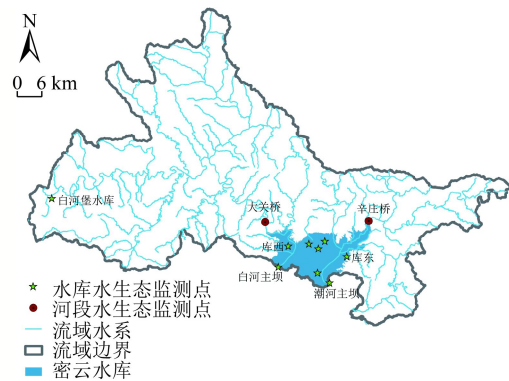 N
0 6 km
白河堡水库
大关桥
辛庄桥
库西
库东
白河主坝
潮河主坝
水库水生态监测点
河段水生态监测点
流域水系
流域边界
密云水库